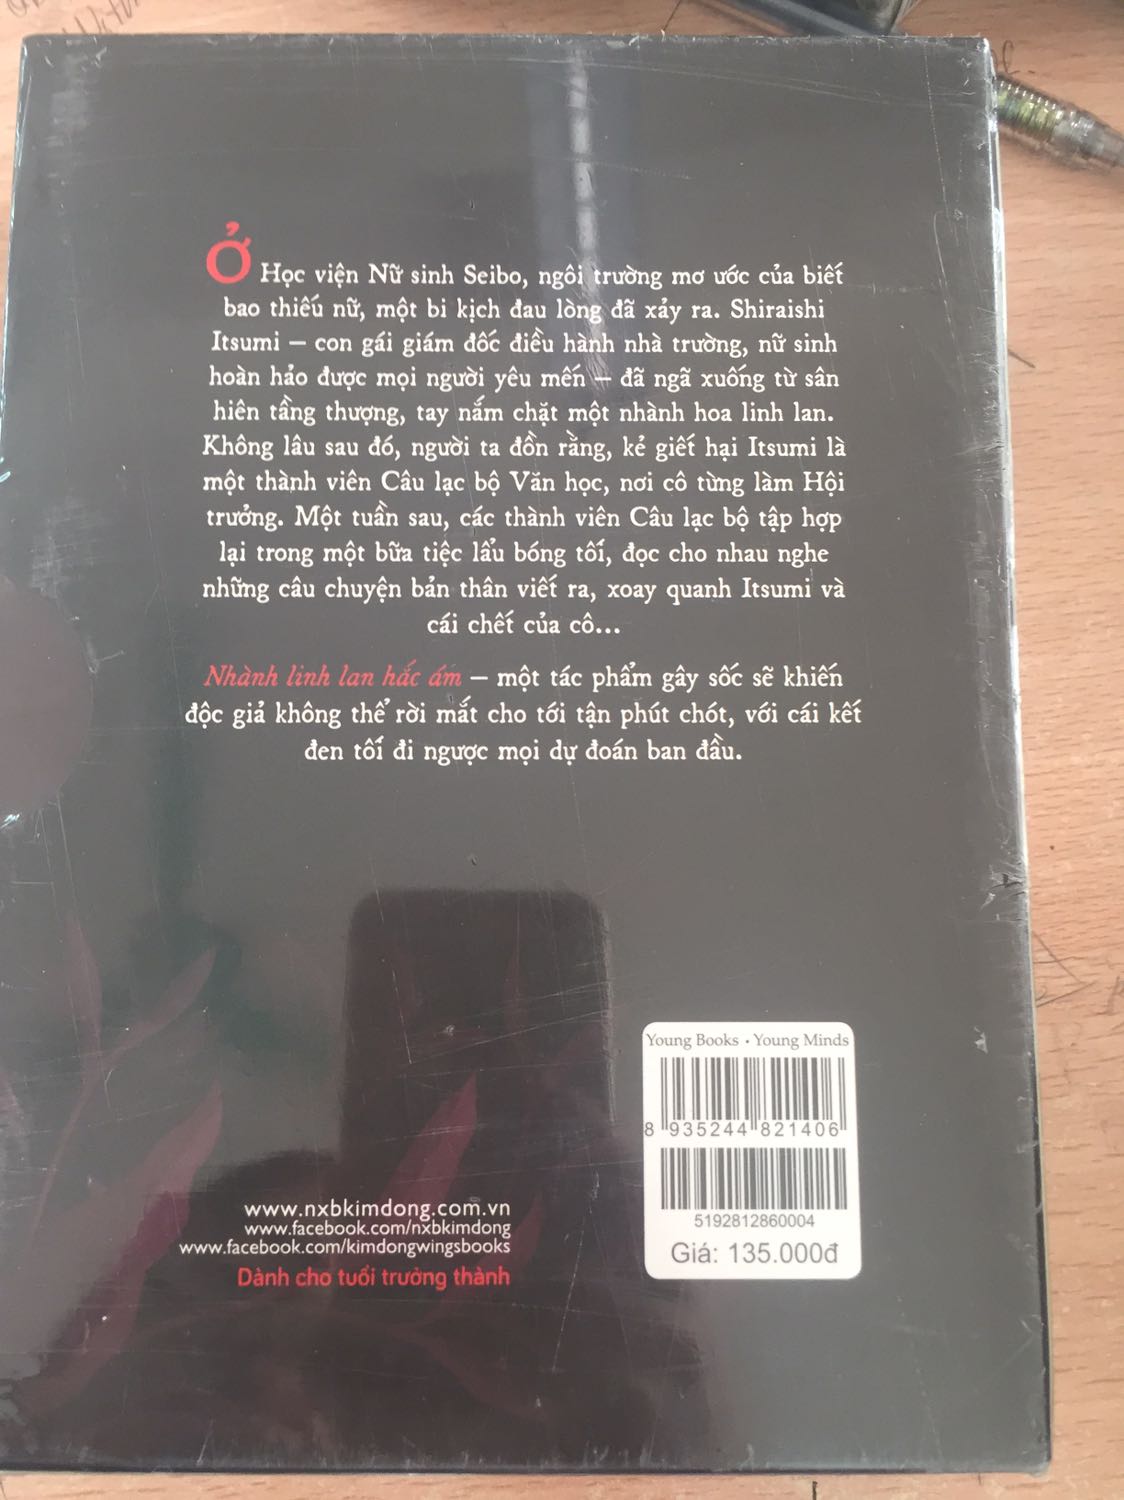 Ở Học viện Nữ sinh Seibo, ngôi trường mơ ước của biết
bao thiếu nữ, một bi kịch đau lòng đã xảy ra. Shiraishi
Itsumi – con gái giám đốc điều hành nhà trường, nữ sinh
hoàn hảo được mọi người yêu mến – đã ngã xuống từ sân
hiên tầng thượng, tay nắm chặt một nhành hoa linh lan.
Không lâu sau đó, người ta đồn rằng, kẻ giết hại Itsumi là
một thành viên Câu lạc bộ Văn học, nơi cô từng làm Hội
trưởng. Một tuần sau, các thành viên Câu lạc bộ tập hợp
lại trong một bữa tiệc lẩu bóng tối, đọc cho nhau nghe
những câu chuyện bản thân viết ra, xoay quanh Itsumi và
cái chết của cô...
Nhành linh lan hắc ám – một tác phẩm gây sốc sẽ khiến
độc giả không thể rời mắt cho tới tận phút chót, với cái kết
đen tối đi ngược mọi dự đoán ban đầu.
Young Books · Young Minds
8 935244 821406
5192812860004
Giá: 135.000đ
www.nxbkimdong.com.vn
www.facebook.com/nxbkimdong
www.facebook.com/kimdongwingsbooks
Dành cho tuổi trưởng thành